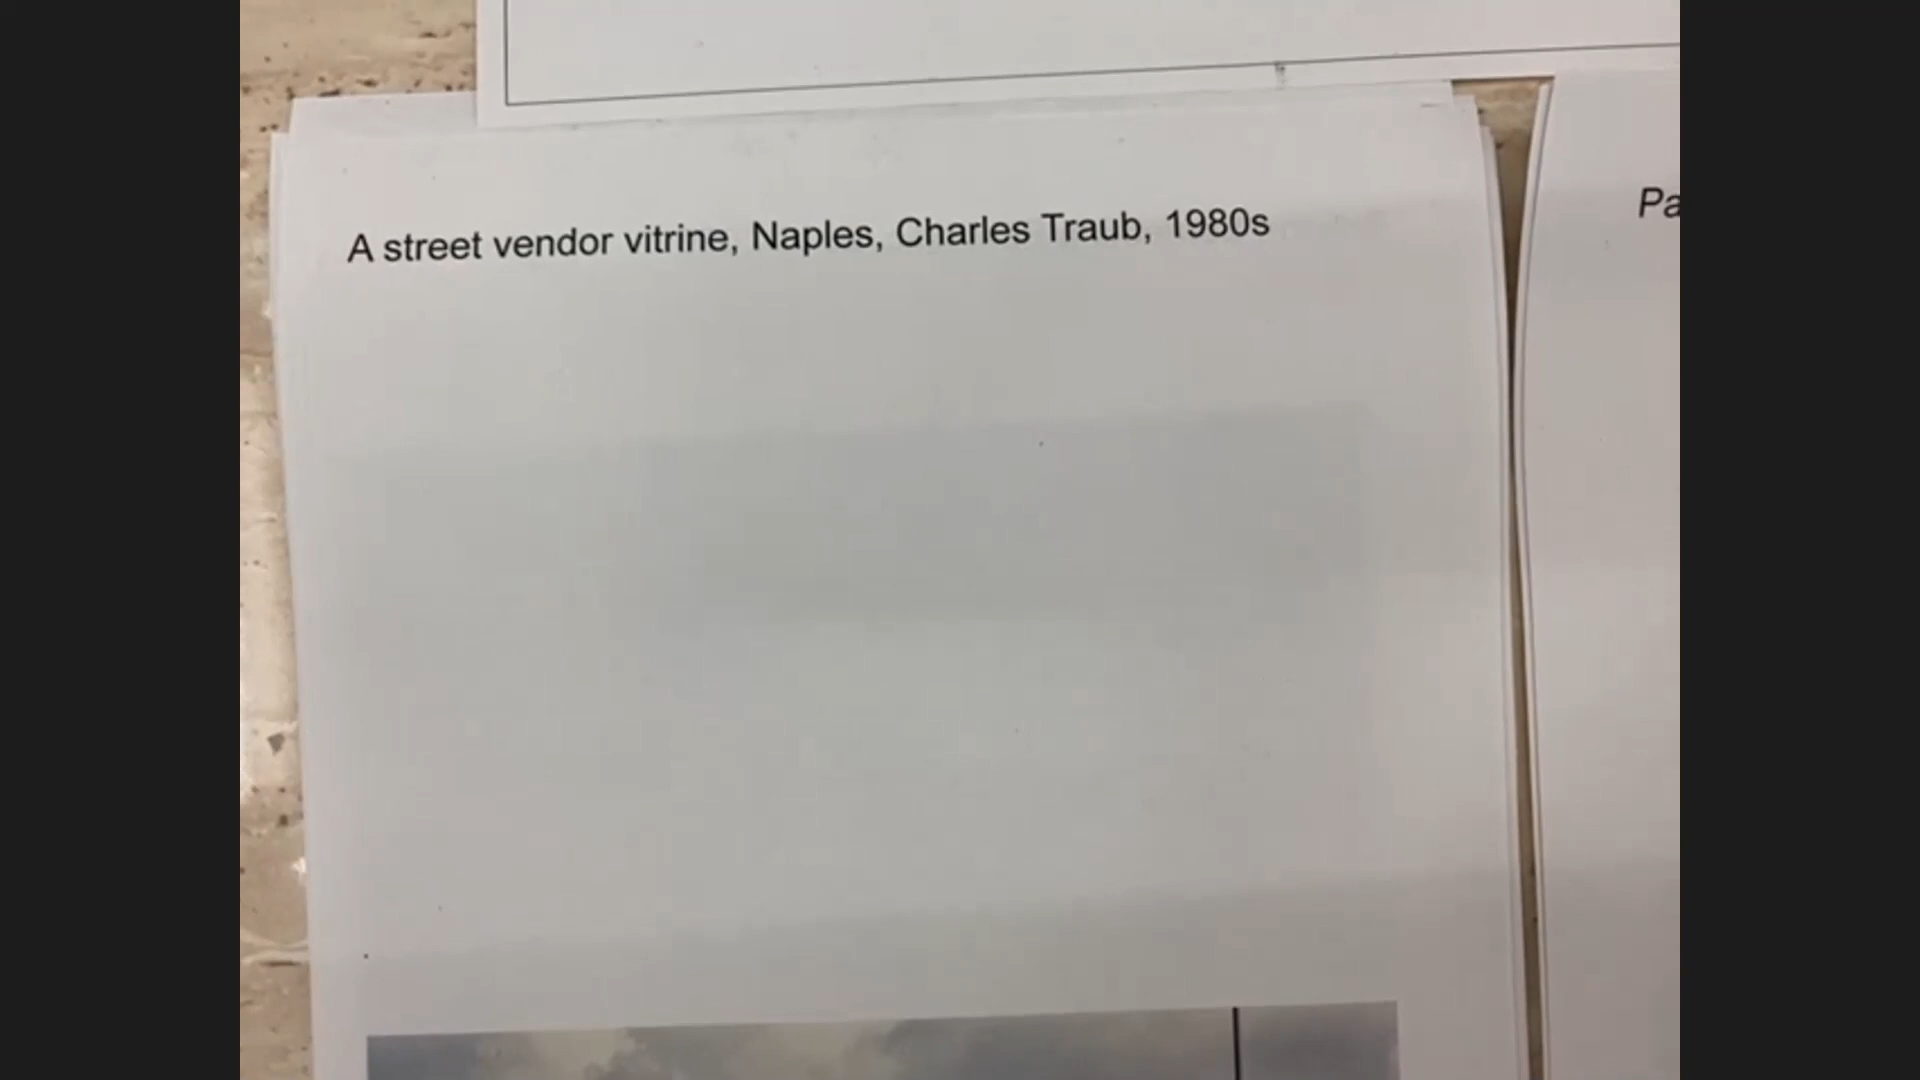 A street vendor vitrine, Naples, Charles Traub, 1980s